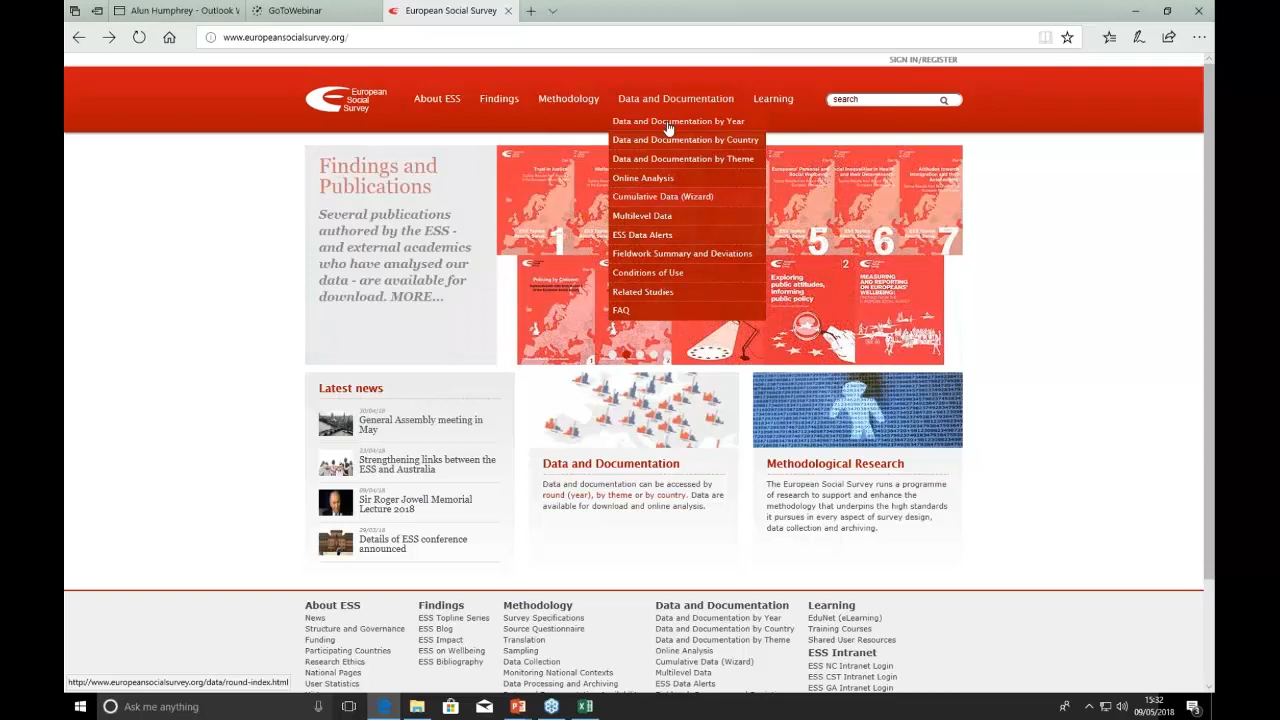 Alun Humphrey - Outlook
GoToWebinar
European Social Survey
www.europeansocialsurvey.org/
SIGN IN/REGISTER
European
Social
Survey
About ESS
Findings
Methodology
Data and Documentation
Learning
search
Data and Documentation by Year
Data and Documentation by Country
Data and Documentation by Theme
Online Analysis
Cumulative Data (Wizard)
Multilevel Data
ESS Data Alerts
Fieldwork Summary and Deviations
Conditions of Use
Related Studies
FAQ
Findings and
Publications
Several publications
authored by the ESS -
and external academics
who have analysed our
data - are available for
download. MORE...
Trust in Justice
1
5
6
7
Exploring
public attitudes,
informing
public policy
2
MEASURING
AND REPORTING
ON EUROPEANS'
WELLBEING:
Latest news
30/04/18
General Assembly meeting in
May
Strengthening links between the
ESS and Australia
09/04/18
Sir Roger Jowell Memorial
Lecture 2018
29/03/18
Details of ESS conference
announced
Data and Documentation
Data and documentation can be accessed by
round (year), by theme or by country. Data are
available for download and online analysis.
Methodological Research
The European Social Survey runs a programme
of research to support and enhance the
methodology that underpins the high standards
it pursues in every aspect of survey design,
data collection and archiving.
About ESS
News
Structure and Governance
Funding
Participating Countries
Research Ethics
National Pages
User Statistics
Findings
ESS Topline Series
ESS Blog
ESS Impact
ESS on Wellbeing
ESS Bibliography
Methodology
Survey Specifications
Source Questionnaire
Translation
Sampling
Data Collection
Monitoring National Contexts
Data Processing and Archiving
Data and Documentation
Data and Documentation by Year
Data and Documentation by Country
Data and Documentation by Theme
Online Analysis
Cumulative Data (Wizard)
Multilevel Data
ESS Data Alerts
Learning
EduNet (eLearning)
Training Courses
Shared User Resources
ESS Intranet
ESS NC Intranet Login
ESS CST Intranet Login
ESS GA Intranet Login
http://www.europeansocialsurvey.org/data/round-index.html
Ask me anything
15:32
09/05/2018